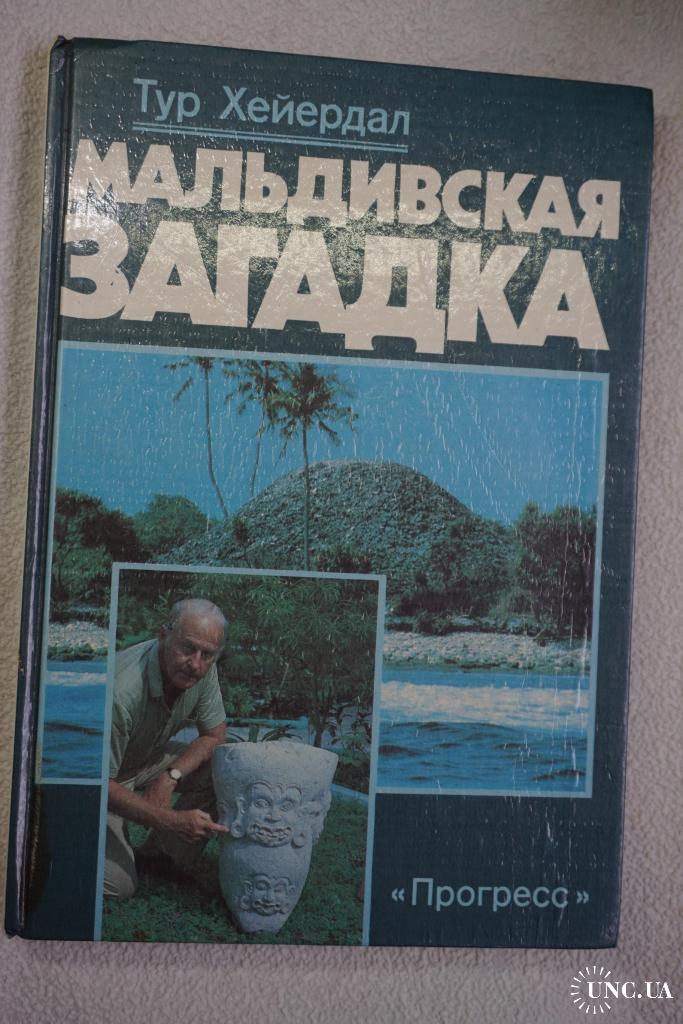 Тур Хейердал
МАЛЬДИВСКАЯ
ЗАГАДКА
«Прогресс»
UNC.UA